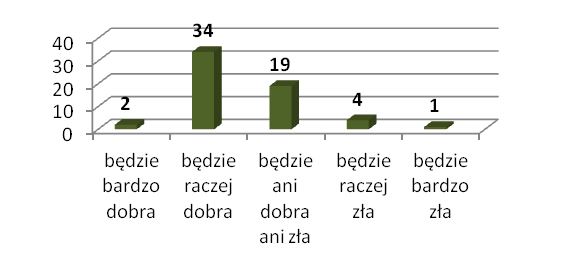 40
30
20
10
0
2
34
19
4
1
będzie bardzo dobra
będzie raczej dobra
będzie ani dobra ani zła
będzie raczej zła
będzie bardzo zła